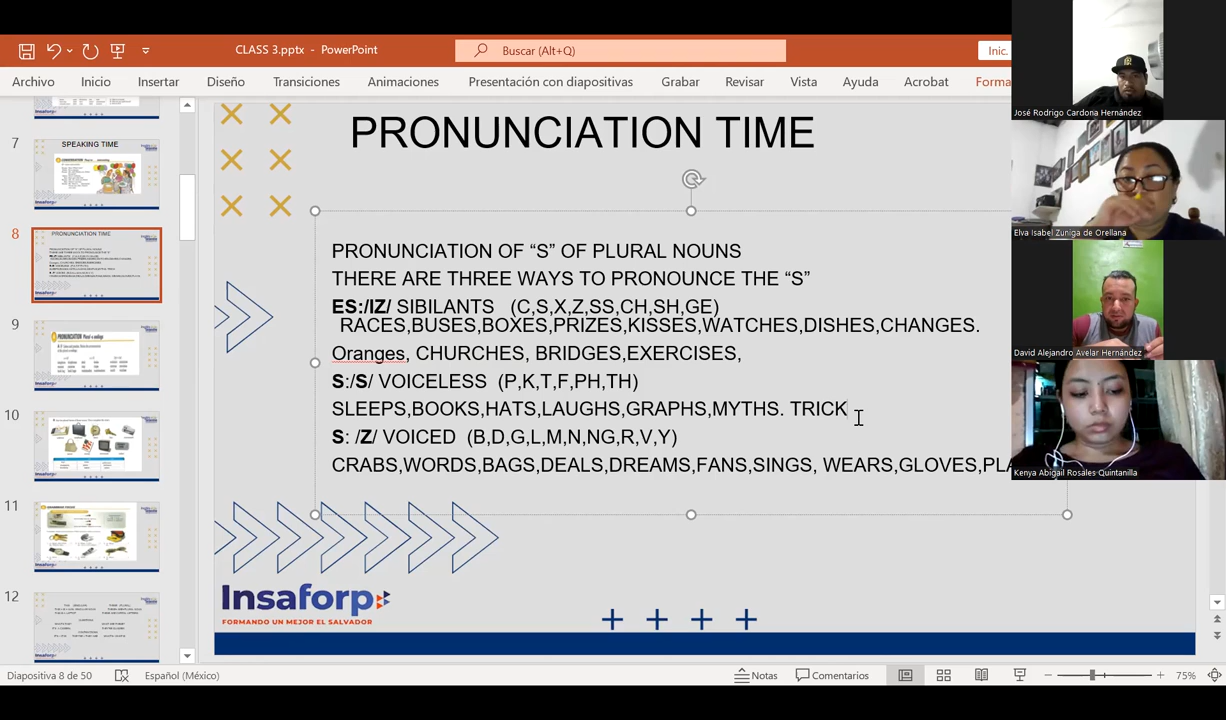 CLASS 3.pptx - PowerPoint
Buscar (Alt+Q)
Inic.
Archivo Inicio Insertar Diseño Transiciones Animaciones Presentación con diapositivas Grabar Revisar Vista Ayuda Acrobat Forma
José Rodrigo Cardona Hernández
Elva Isabel Zuniga de Orellana
David Alejandro Avelar Hernández
Kenya Abigail Rosales Quintanilla
7
SPEAKING TIME
8
PRONUNCIATION TIME
9
10
11
12
PRONUNCIATION TIME
PRONUNCIATION OF “S” OF PLURAL NOUNS
THERE ARE THREE WAYS TO PRONOUNCE THE “S”
ES:/IZ/ SIBILANTS (C,S,X,Z,SS,CH,SH,GE)
RACES,BUSES,BOXES,PRIZES,KISSES,WATCHES,DISHES,CHANGES.
Oranges, CHURCHES, BRIDGES,EXERCISES,
S:/S/ VOICELESS (P,K,T,F,PH,TH)
SLEEPS,BOOKS,HATS,LAUGHS,GRAPHS,MYTHS. TRICK
S: /Z/ VOICED (B,D,G,L,M,N,NG,R,V,Y)
CRABS,WORDS,BAGS,DEALS,DREAMS,FANS,SINGS, WEARS,GLOVES,PLA
Insaforp
FORMANDO UN MEJOR EL SALVADOR
Diapositiva 8 de 50 Español (México) Notas Comentarios 75%